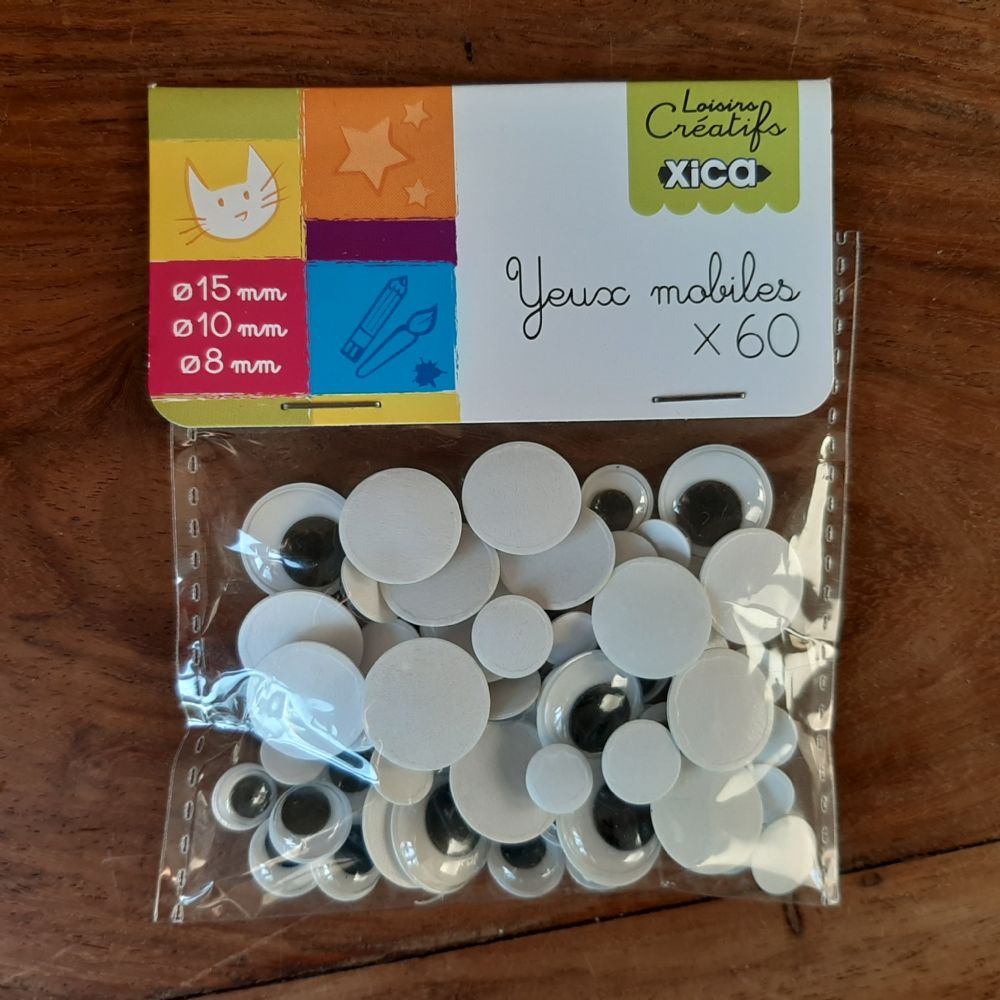 Loisirs
Créatifs
xica
ø15 mm
ø10 mm
ø8 mm
Yeux mobiles
x 60